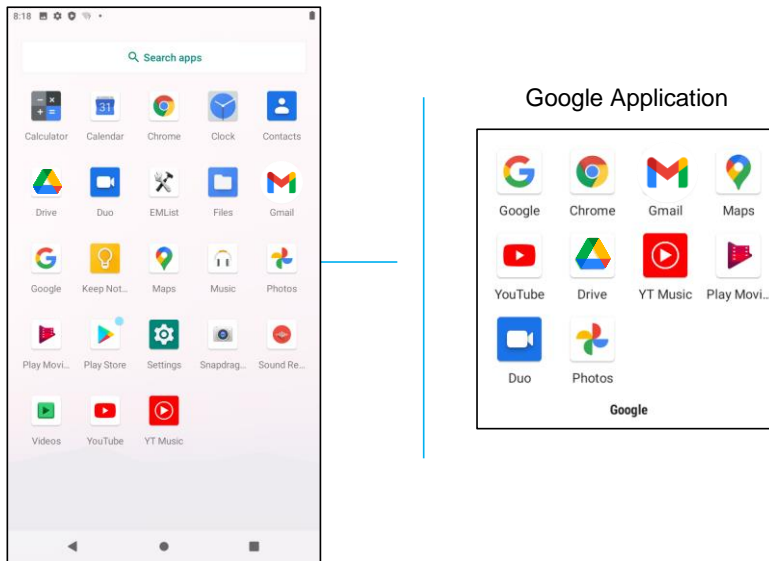 8:18
Search apps
31
Calculator Calendar Chrome Clock Contacts
Drive Duo EMList Files Gmail
Google Keep Not... Maps Music Photos
Play Movi... Play Store Settings Snapdrag... Sound Re...
Videos YouTube YT Music
Google Application
Google Chrome Gmail Maps
YouTube Drive YT Music Play Movi...
Duo Photos
Google